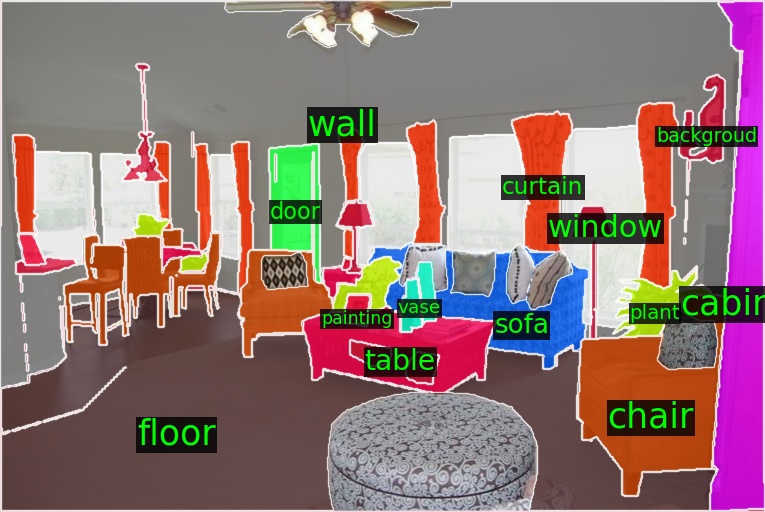 wall
backgroud
curtain
door
window
cabin
plant
vase
painting
sofa
table
chair
floor